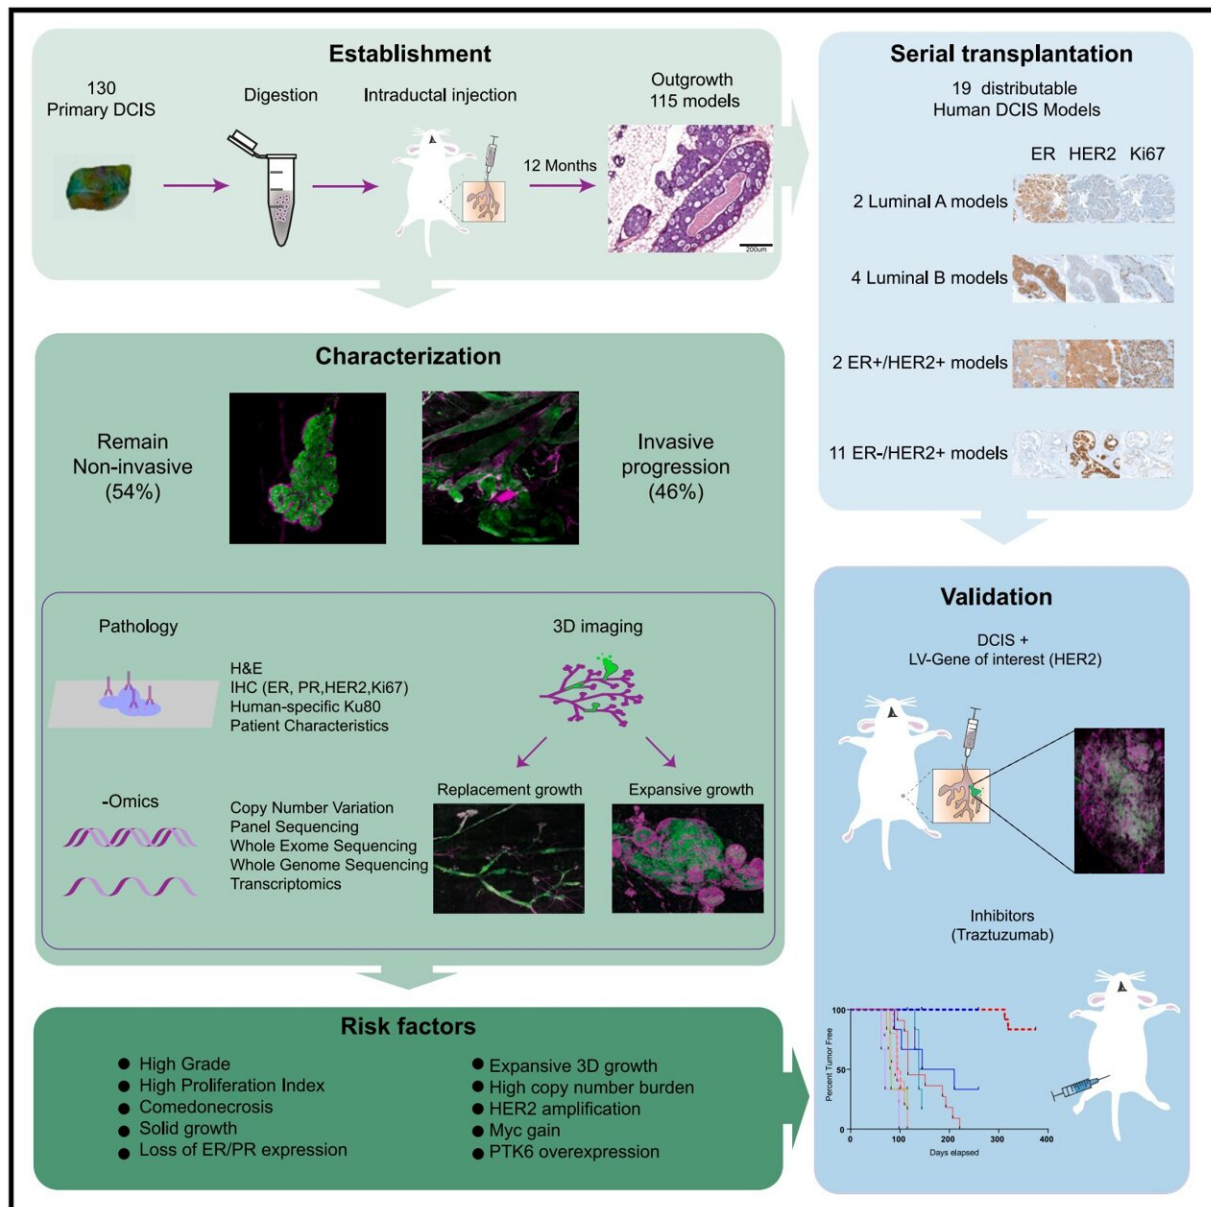 Establishment
130
Primary DCIS
Digestion
Intraductal injection
12 Months
Outgrowth
115 models
200um
Serial transplantation
19 distributable
Human DCIS Models
ER HER2 Ki67
2 Luminal A models
4 Luminal B models
2 ER+/HER2+ models
11 ER-/HER2+ models
Characterization
Remain
Non-invasive
(54%)
Invasive
progression
(46%)
Pathology
H&E
IHC (ER, PR,HER2,Ki67)
Human-specific Ku80
Patient Characteristics
-Omics
Copy Number Variation
Panel Sequencing
Whole Exome Sequencing
Whole Genome Sequencing
Transcriptomics
3D imaging
Replacement growth
Expansive growth
Risk factors
● High Grade
● High Proliferation Index
● Comedonecrosis
● Solid growth
● Loss of ER/PR expression
● Expansive 3D growth
● High copy number burden
● HER2 amplification
● Myc gain
● PTK6 overexpression
Validation
DCIS +
LV-Gene of interest (HER2)
Inhibitors
(Traztuzumab)
Percent Tumor Free
100
50
0
0 100 200 300 400
Days elapsed